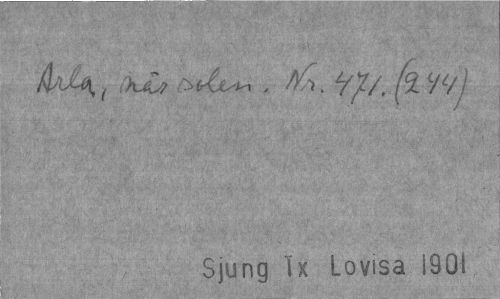 Arla, när solen. Nr. 471. (244)
Sjung Ix Lovisa 1901